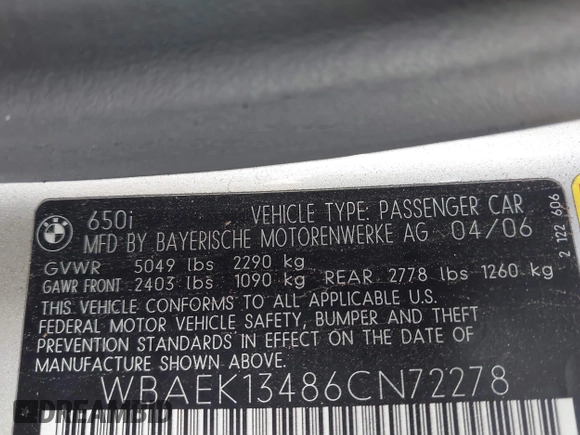 650i VEHICLE TYPE: PASSENGER CAR
MFD BY BAYERISCHE MOTORENWERKE AG 04/06
GVWR 5049 lbs 2290 kg
GAWR FRONT 2403 lbs 1090 kg REAR 2778 lbs 1260 kg
THIS VEHICLE CONFORMS TO ALL APPLICABLE U.S.
FEDERAL MOTOR VEHICLE SAFETY, BUMPER AND THEFT
PREVENTION STANDARDS IN EFFECT ON THE DATE OF
MANUFACTURE SHOWN ABOVE.
WBAEK13486CN72278
2 122 606
DREAMBID